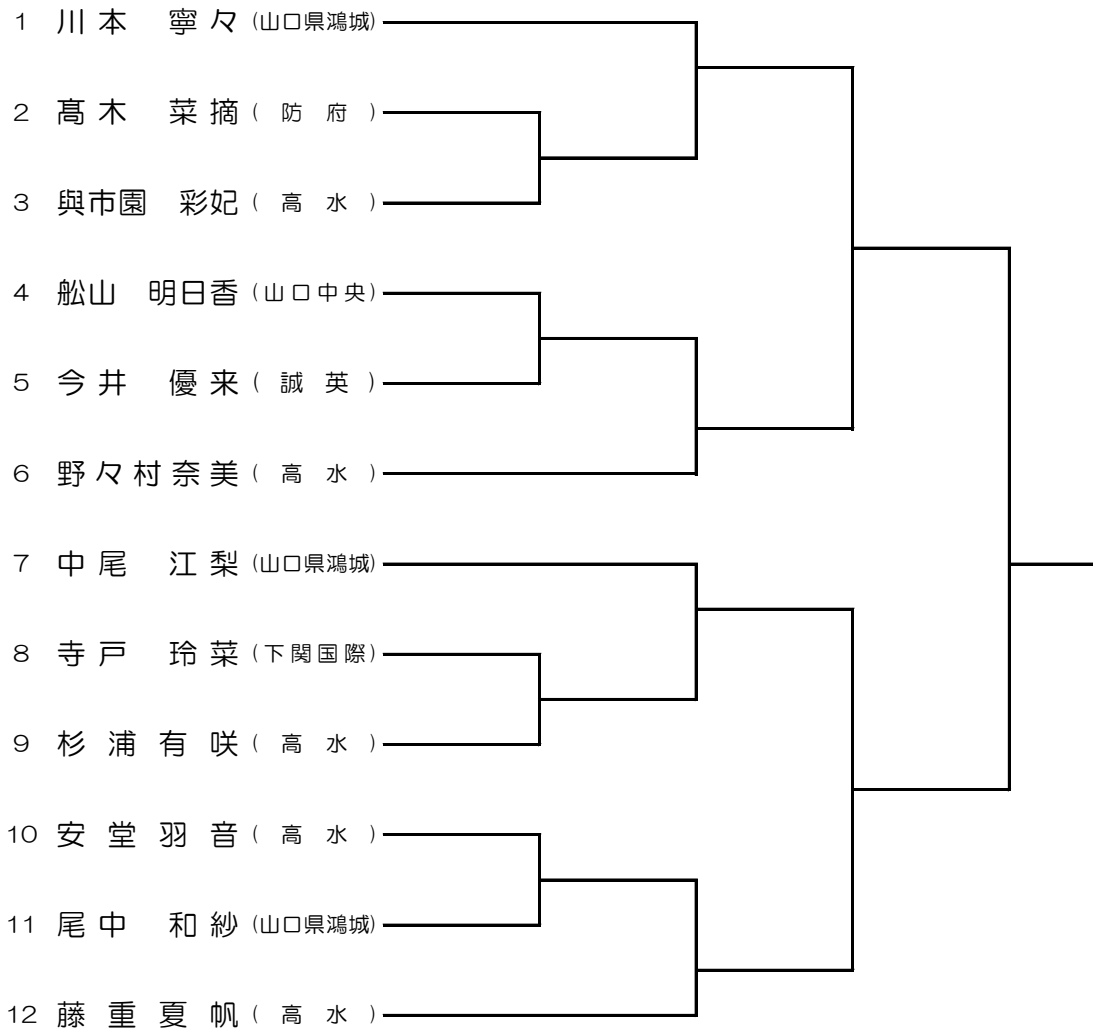 1 川本 寧々 (山口県鴻城)
2 髙木 菜摘 (防府)
3 與市園 彩妃 (高水)
4 舩山 明日香 (山口中央)
5 今井 優来 (誠英)
6 野々村奈美 (高水)
7 中尾 江梨 (山口県鴻城)
8 寺戸 玲菜 (下関国際)
9 杉浦有咲 (高水)
10 安堂羽音 (高水)
11 尾中 和紗 (山口県鴻城)
12 藤重夏帆 (高水)